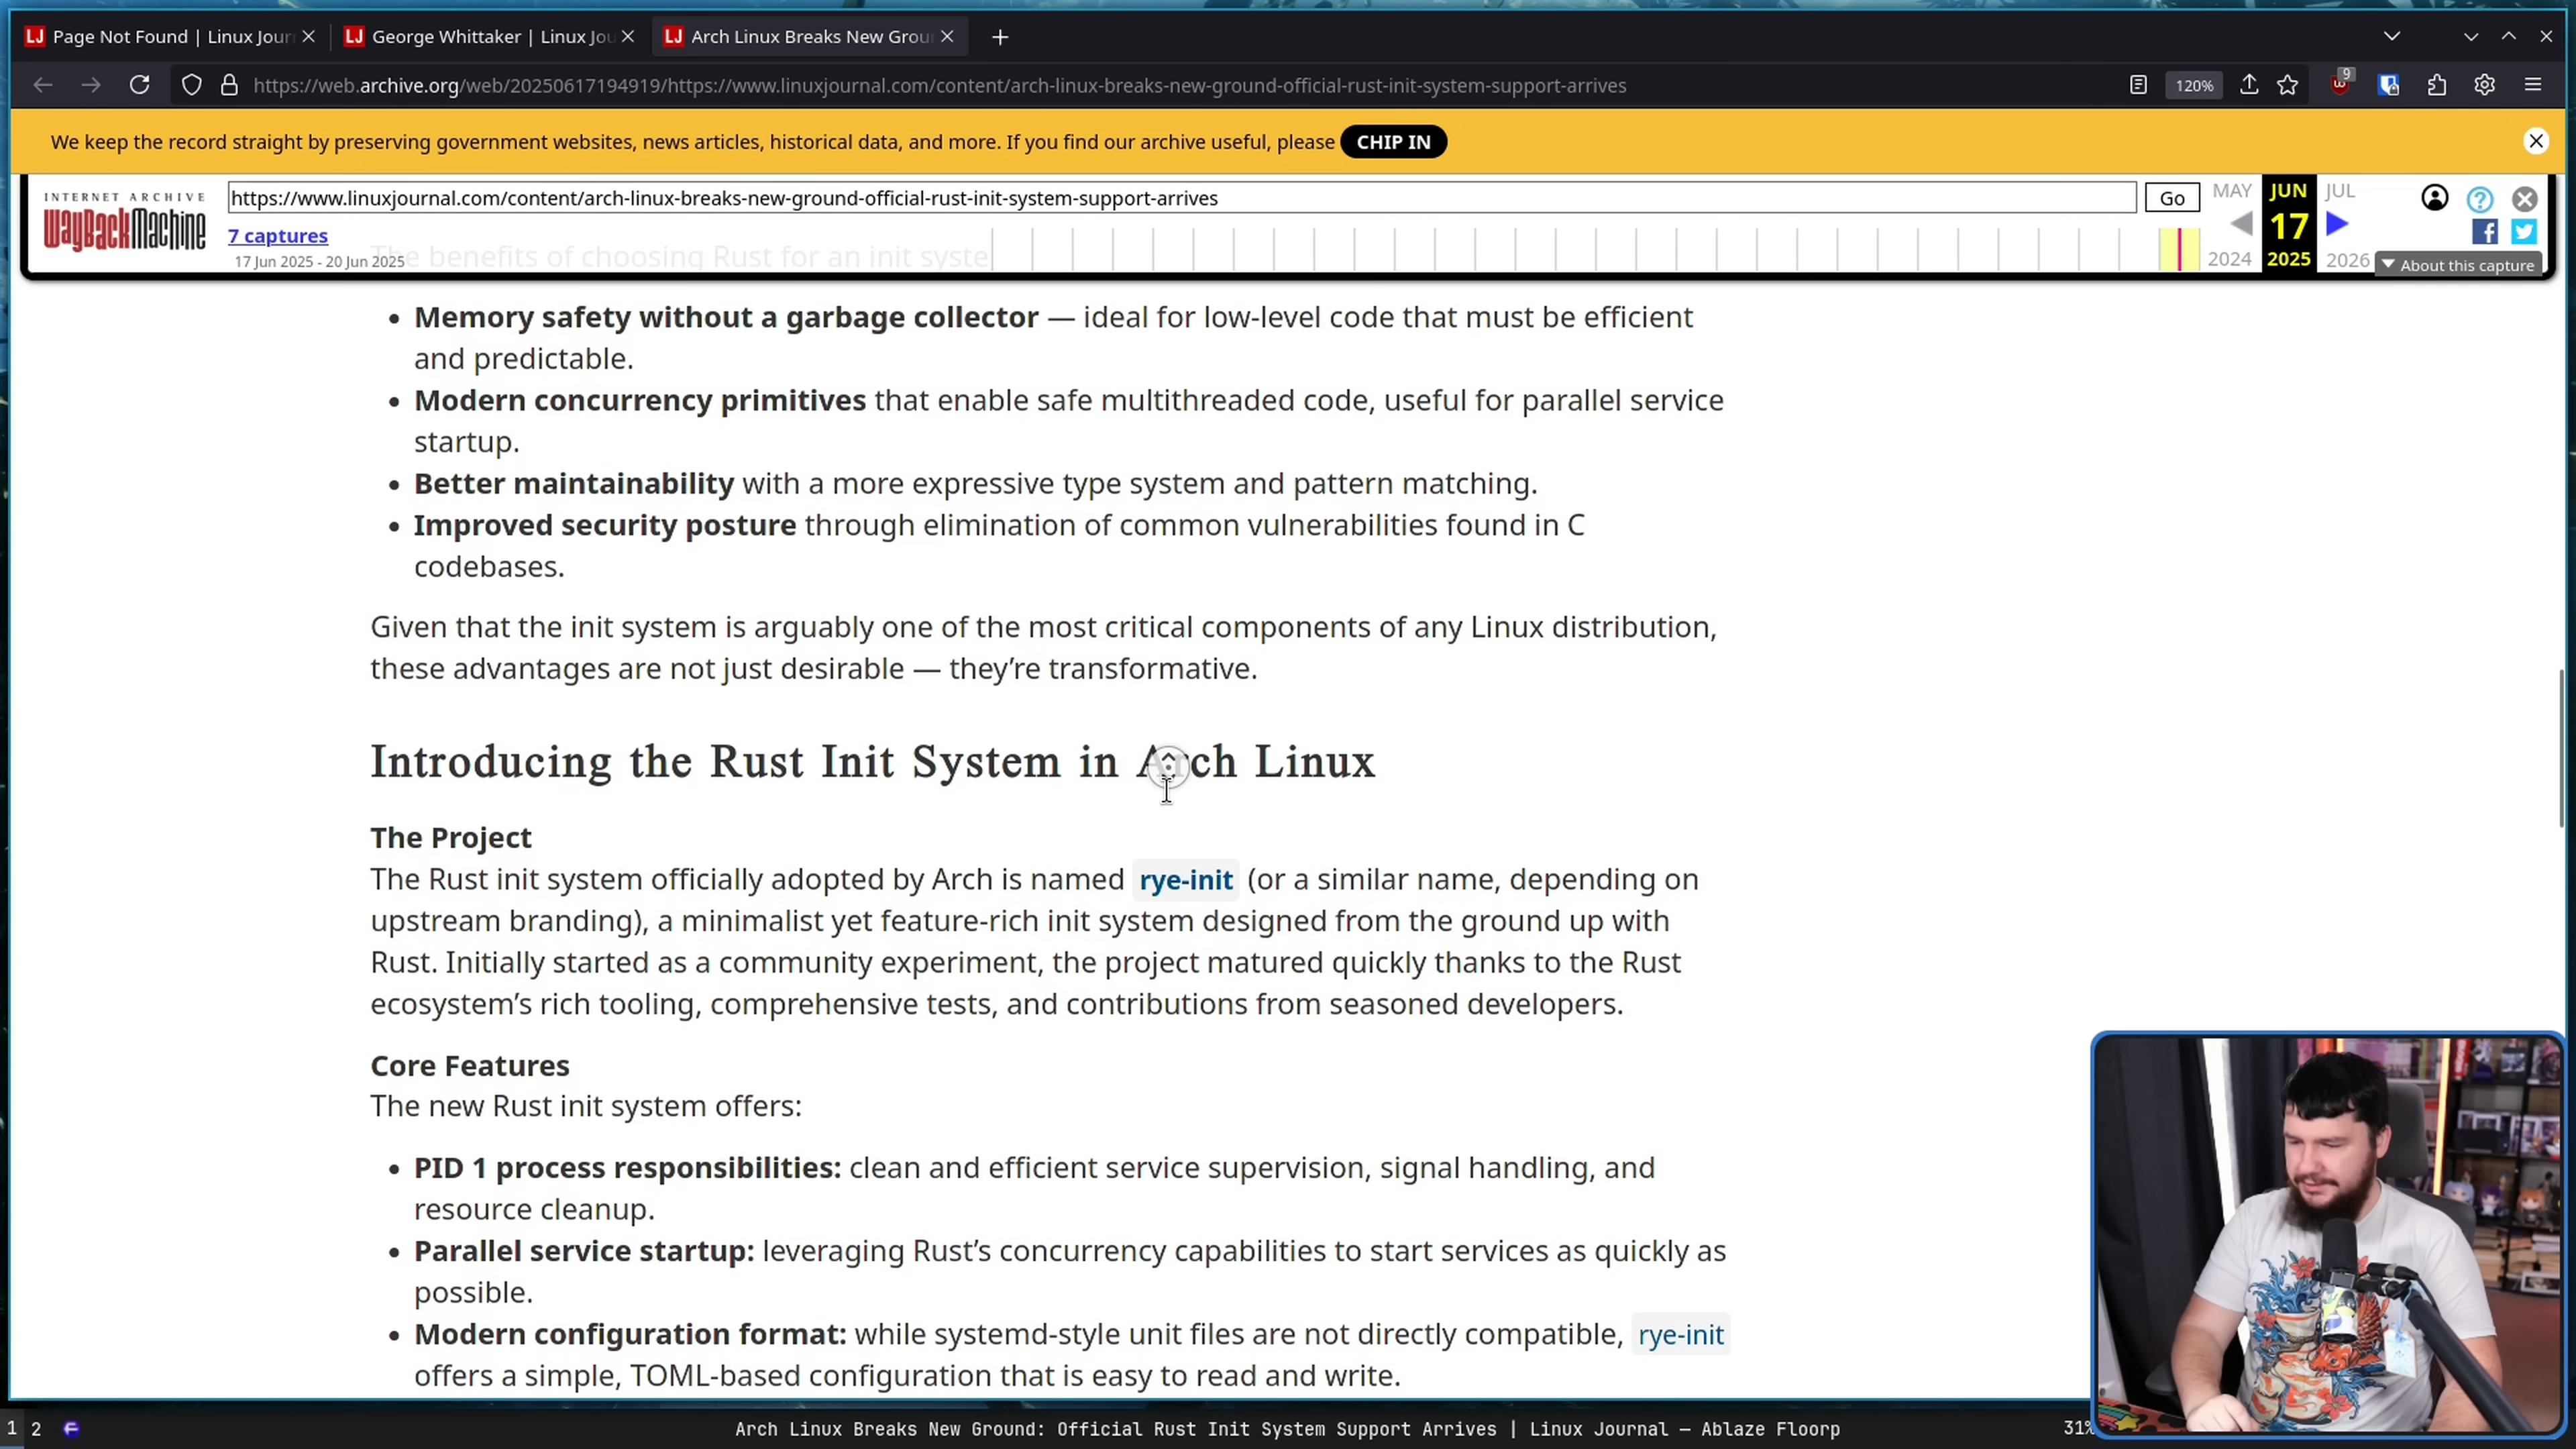 Page Not Found | Linux Jour
George Whittaker | Linux Jou
Arch Linux Breaks New Grou
https://web.archive.org/web/20250617194919/https://www.linuxjournal.com/content/arch-linux-breaks-new-ground-official-rust-init-system-support-arrives
120%
9
We keep the record straight by preserving government websites, news articles, historical data, and more. If you find our archive useful, please CHIP IN
INTERNET ARCHIVE
WayBackMachine
https://www.linuxjournal.com/content/arch-linux-breaks-new-ground-official-rust-init-system-support-arrives
Go
MAY JUN JUL
17
2024 2025 2026
7 captures
17 Jun 2025 - 20 Jun 2025
About this capture
e benefits of choosing Rust for an init syste
• Memory safety without a garbage collector — ideal for low-level code that must be efficient
and predictable.
• Modern concurrency primitives that enable safe multithreaded code, useful for parallel service
startup.
• Better maintainability with a more expressive type system and pattern matching.
• Improved security posture through elimination of common vulnerabilities found in C
codebases.
Given that the init system is arguably one of the most critical components of any Linux distribution,
these advantages are not just desirable — they’re transformative.
Introducing the Rust Init System in Arch Linux
The Project
The Rust init system officially adopted by Arch is named rye-init (or a similar name, depending on
upstream branding), a minimalist yet feature-rich init system designed from the ground up with
Rust. Initially started as a community experiment, the project matured quickly thanks to the Rust
ecosystem’s rich tooling, comprehensive tests, and contributions from seasoned developers.
Core Features
The new Rust init system offers:
• PID 1 process responsibilities: clean and efficient service supervision, signal handling, and
resource cleanup.
• Parallel service startup: leveraging Rust’s concurrency capabilities to start services as quickly as
possible.
• Modern configuration format: while systemd-style unit files are not directly compatible, rye-init
offers a simple, TOML-based configuration that is easy to read and write.
1 2
Arch Linux Breaks New Ground: Official Rust Init System Support Arrives | Linux Journal — Ablaze Floorp
31%